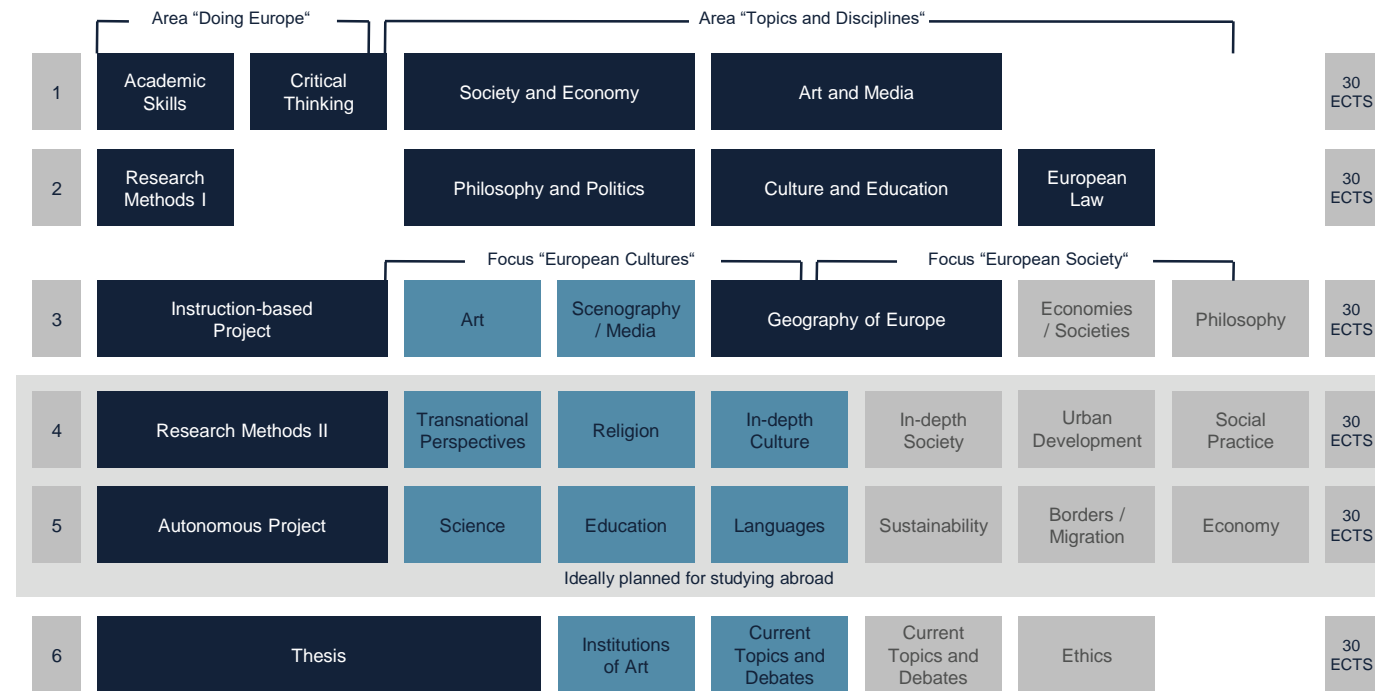 Area “Doing Europe“
Area “Topics and Disciplines“
1
Academic
Skills
Critical
Thinking
Society and Economy
Art and Media
30
ECTS
2
Research
Methods I
Philosophy and Politics
Culture and Education
European
Law
30
ECTS
Focus “European Cultures“
Focus “European Society“
3
Instruction-based
Project
Art
Scenography
/ Media
Geography of Europe
Economies
/ Societies
Philosophy
30
ECTS
4
Research Methods II
Transnational
Perspectives
Religion
In-depth
Culture
In-depth
Society
Urban
Development
Social
Practice
30
ECTS
5
Autonomous Project
Science
Education
Languages
Sustainability
Borders /
Migration
Economy
30
ECTS
Ideally planned for studying abroad
6
Thesis
Institutions
of Art
Current
Topics and
Debates
Current
Topics and
Debates
Ethics
30
ECTS